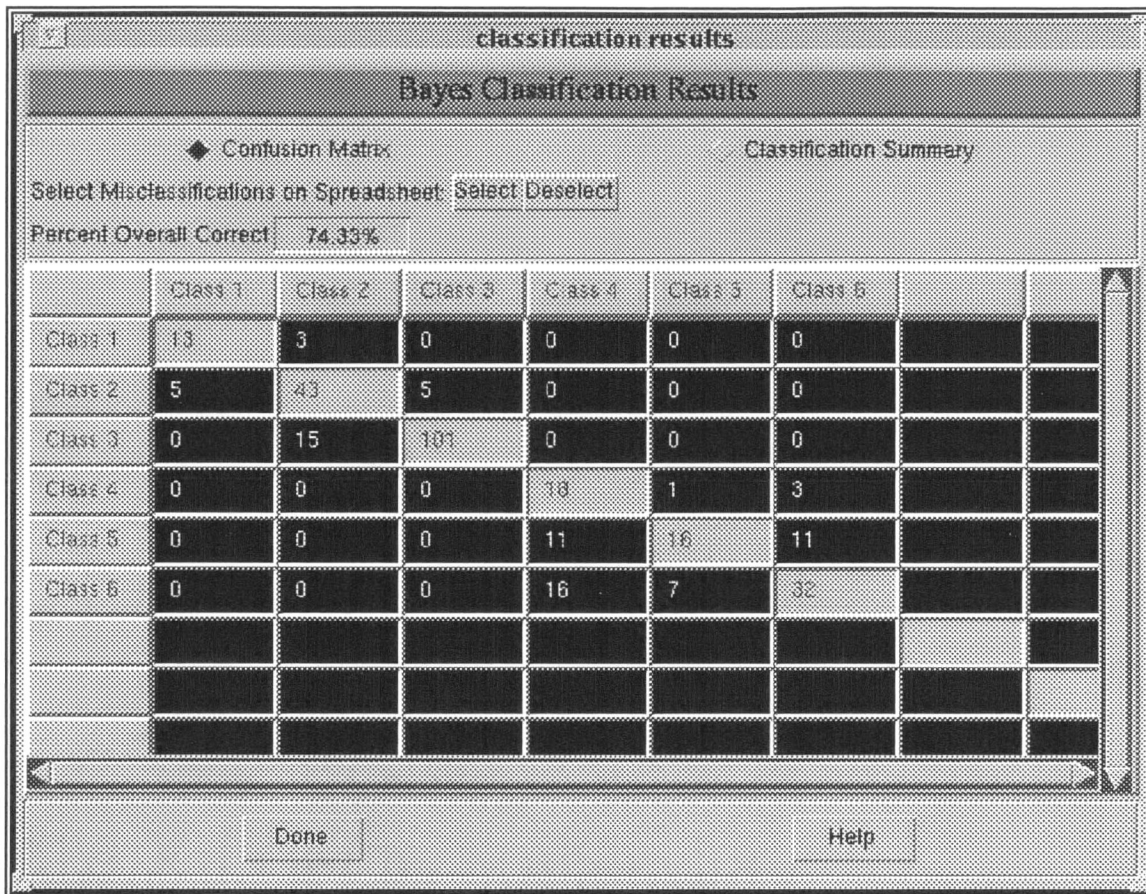 classification results
Bayes Classification Results
Confusion Matrix Classification Summary
Select Misclassifications on Spreadsheet: Select Deselect
Percent Overall Correct 74.33%
Class 1 Class 2 Class 3 Class 4 Class 5 Class 6
Class 1 13 3 0 0 0 0
Class 2 5 43 5 0 0 0
Class 3 0 15 101 0 0 0
Class 4 0 0 0 18 1 3
Class 5 0 0 0 11 16 11
Class 6 0 0 0 16 7 32
Done Help